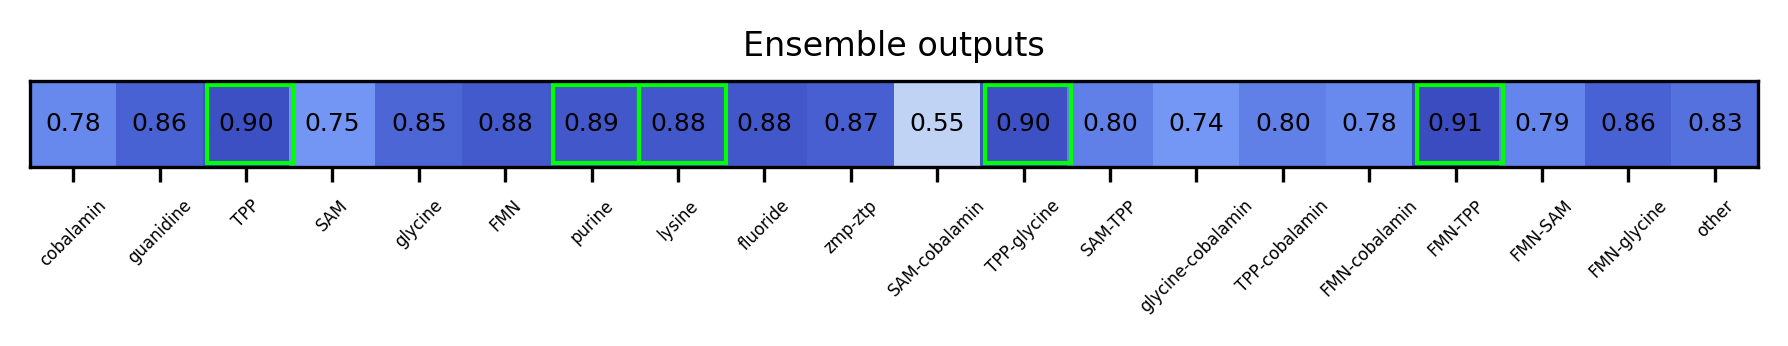 Ensemble outputs
0.78 0.86 0.90 0.75 0.85 0.88 0.89 0.88 0.88 0.87 0.55 0.90 0.80 0.74 0.80 0.78 0.91 0.79 0.86 0.83
cobalamin guanidine TPP SAM glycine FMN purine lysine fluoride zmp-ztp SAM-cobalamin TPP-glycine SAM-TPP glycine-cobalamin TPP-cobalamin FMN-cobalamin FMN-TPP FMN-SAM FMN-glycine other